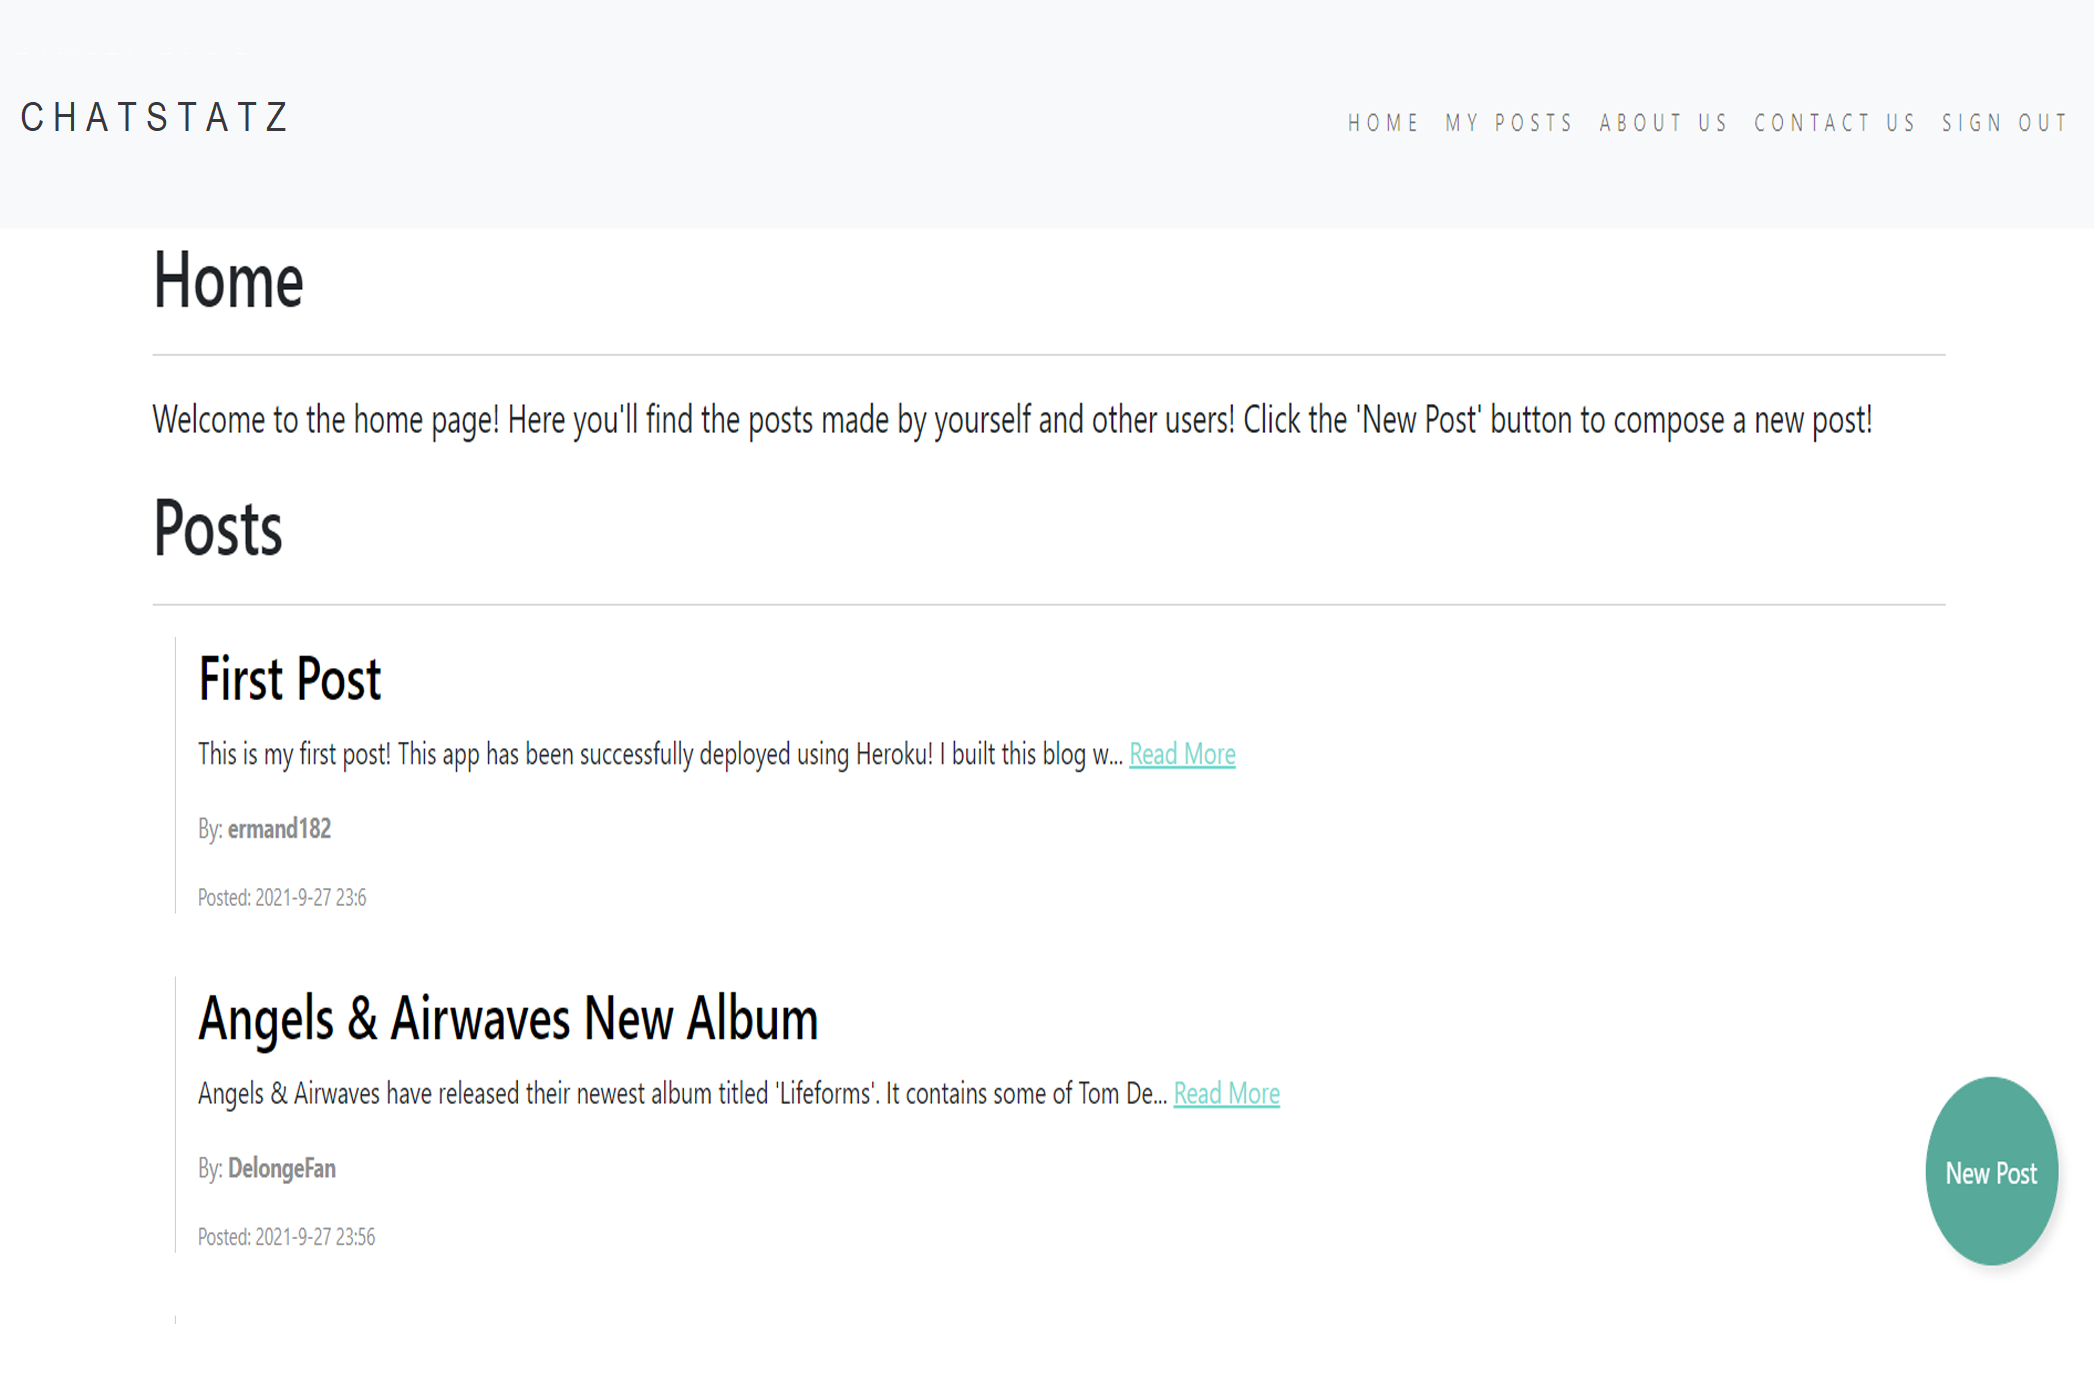 CHATSTATZ
HOME MY POSTS ABOUT US CONTACT US SIGN OUT
Home
Welcome to the home page! Here you'll find the posts made by yourself and other users! Click the 'New Post' button to compose a new post!
Posts
First Post
This is my first post! This app has been successfully deployed using Heroku! I built this blog w... Read More
By: ermand182
Posted: 2021-9-27 23:6
Angels & Airwaves New Album
Angels & Airwaves have released their newest album titled 'Lifeforms'. It contains some of Tom De... Read More
By: DelongeFan
New Post
Posted: 2021-9-27 23:56